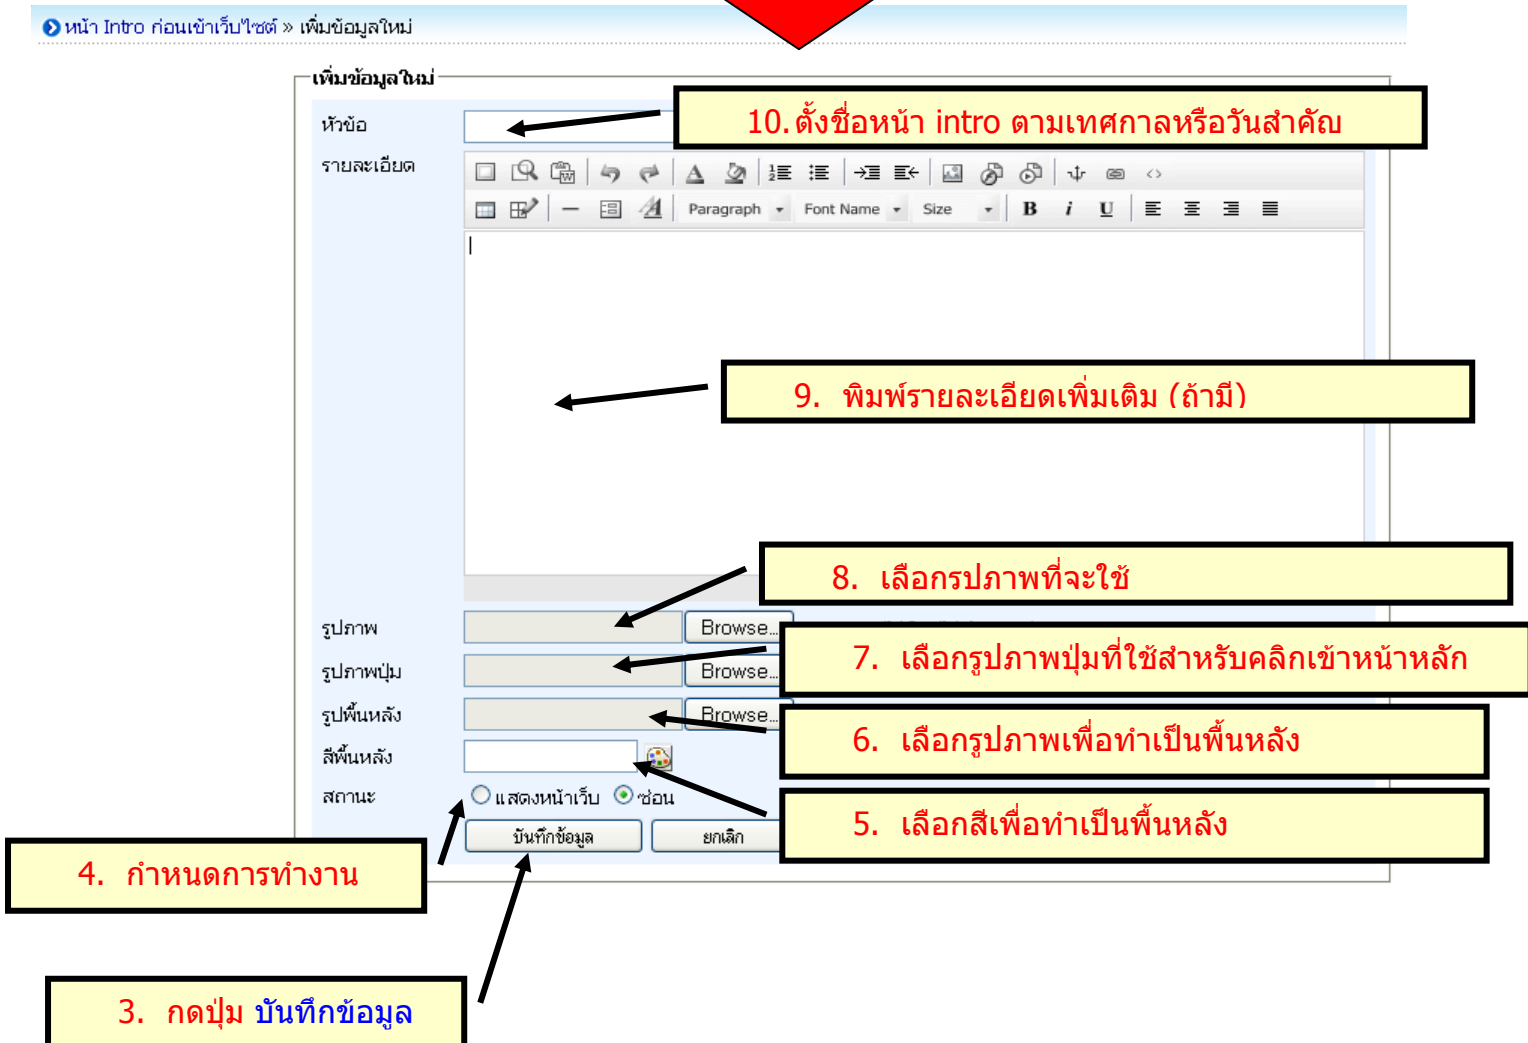 หน้า Intro ก่อนเข้าเว็บไซต์ » เพิ่มข้อมูลใหม่
เพิ่มข้อมูลใหม่
หัวข้อ
10. ตั้งชื่อหน้า intro ตามเทศกาลหรือวันสำคัญ
รายละเอียด
Paragraph Font Name Size B i U
9. พิมพ์รายละเอียดเพิ่มเติม (ถ้ามี)
8. เลือกรูปภาพที่จะใช้
รูปภาพ Browse...
7. เลือกรูปภาพปุ่มที่ใช้สำหรับคลิกเข้าหน้าหลัก
รูปภาพปุ่ม Browse...
รูปพื้นหลัง Browse...
6. เลือกรูปภาพเพื่อทำเป็นพื้นหลัง
สีพื้นหลัง
สถานะ แสดงหน้าเว็บ ซ่อน
5. เลือกสีเพื่อทำเป็นพื้นหลัง
บันทึกข้อมูล ยกเลิก
4. กำหนดการทำงาน
3. กดปุ่ม บันทึกข้อมูล